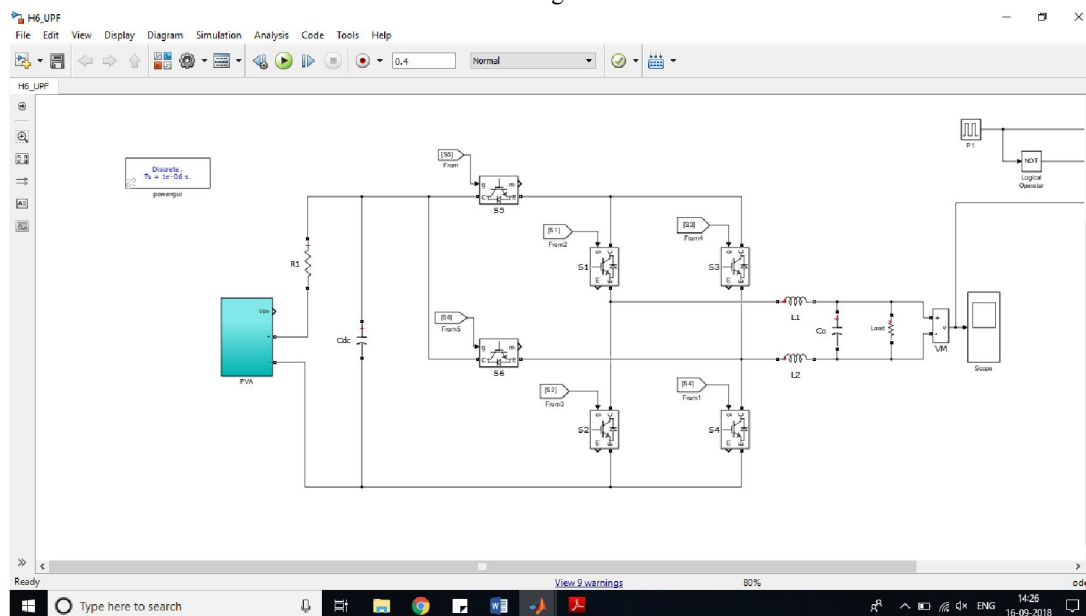 H6_UPF
File Edit View Display Diagram Simulation Analysis Code Tools Help
0.4
Normal
H6_UPF
Discrete,
Ts = 1e-06 s.
powergui
[S5]
From
g m
C E
S5
P1
NOT
Logical
Operator
[S1]
From2
S1
[S3]
From4
S3
R1
Vpv
+
-
PVA
Cdc
[S6]
From5
g m
C E
S6
L1
Co
Load
L2
+
v
-
VM
Scope
[S2]
From3
S2
[S4]
From1
S4
Ready
View 9 warnings
80%
ode
Type here to search
ENG
14:26
16-09-2018